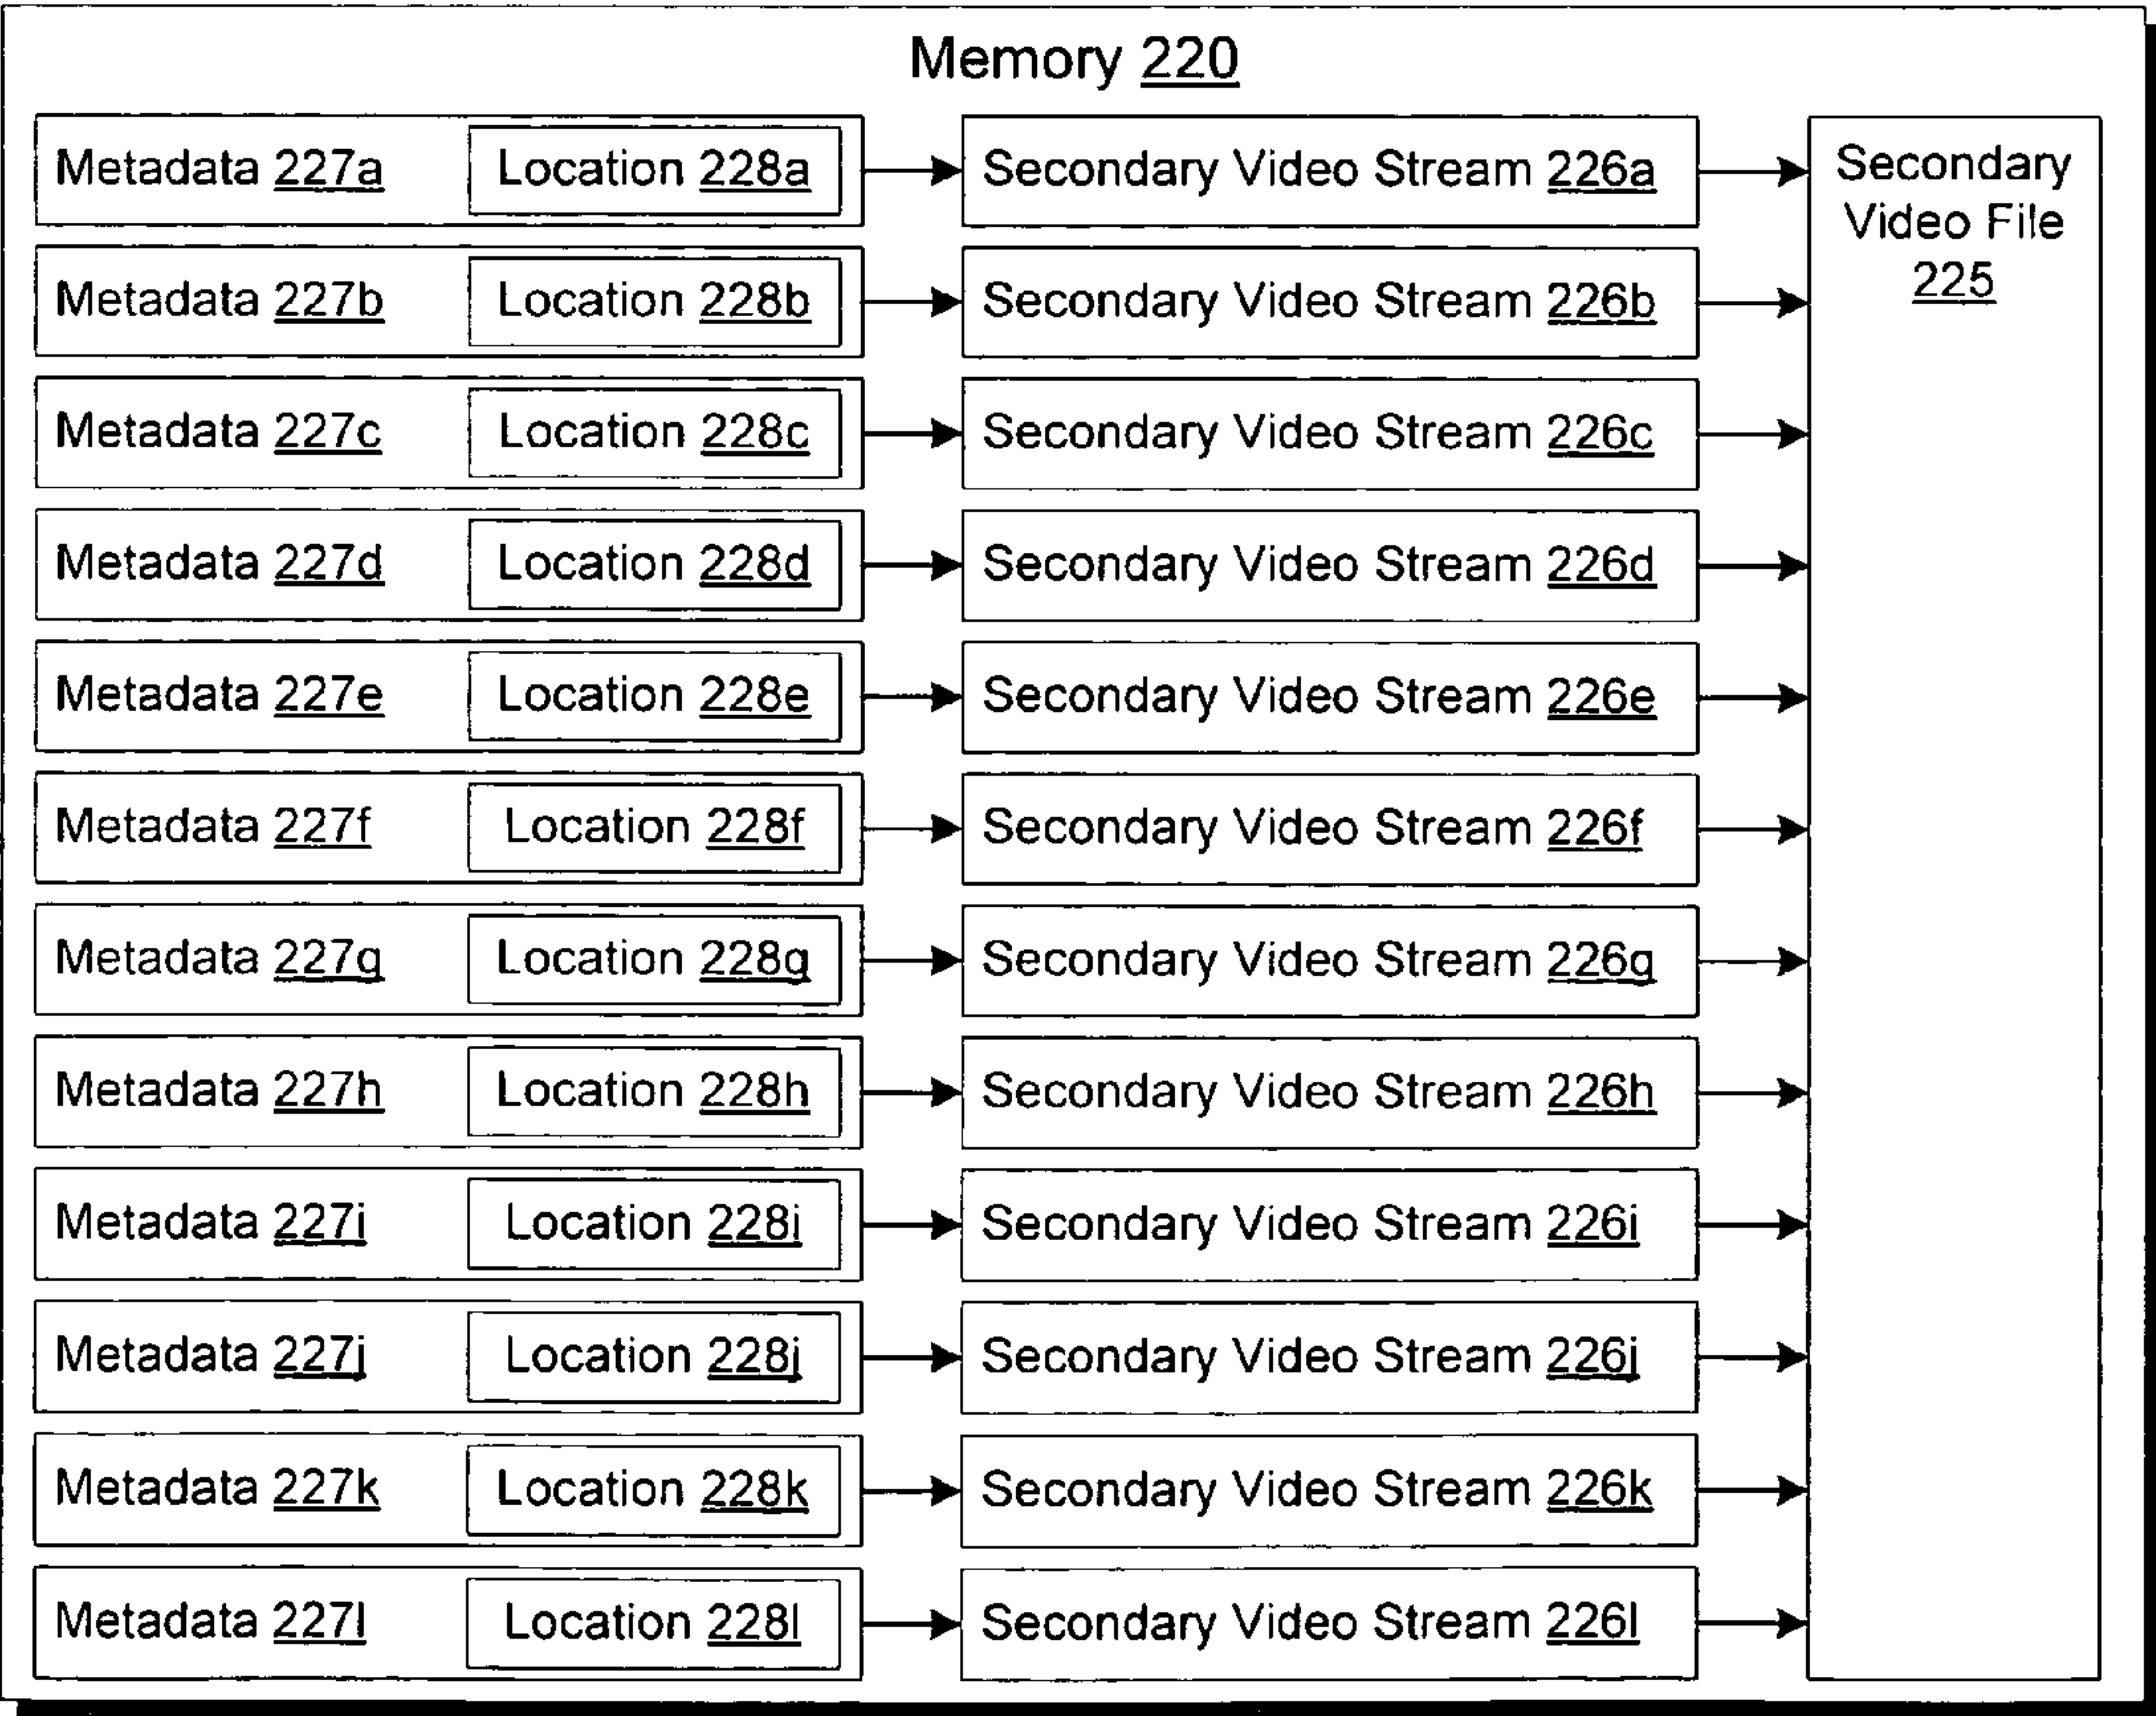 Memory 220
Metadata 227a Location 228a Secondary Video Stream 226a
Secondary
Video File
225
Metadata 227b Location 228b Secondary Video Stream 226b
Metadata 227c Location 228c Secondary Video Stream 226c
Metadata 227d Location 228d Secondary Video Stream 226d
Metadata 227e Location 228e Secondary Video Stream 226e
Metadata 227f Location 228f Secondary Video Stream 226f
Metadata 227g Location 228g Secondary Video Stream 226g
Metadata 227h Location 228h Secondary Video Stream 226h
Metadata 227i Location 228i Secondary Video Stream 226i
Metadata 227j Location 228j Secondary Video Stream 226j
Metadata 227k Location 228k Secondary Video Stream 226k
Metadata 227l Location 228l Secondary Video Stream 226l